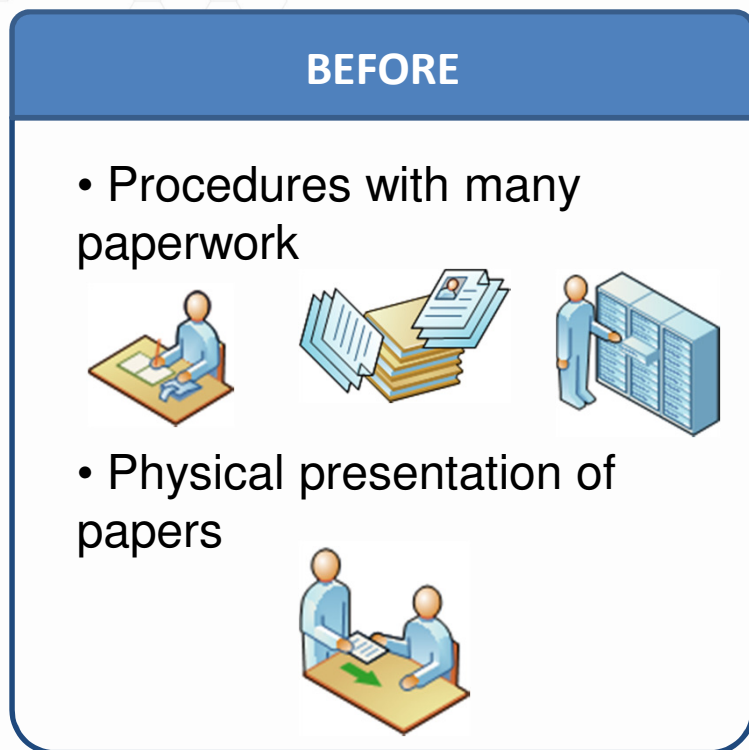 BEFORE
• Procedures with many
paperwork
• Physical presentation of
papers